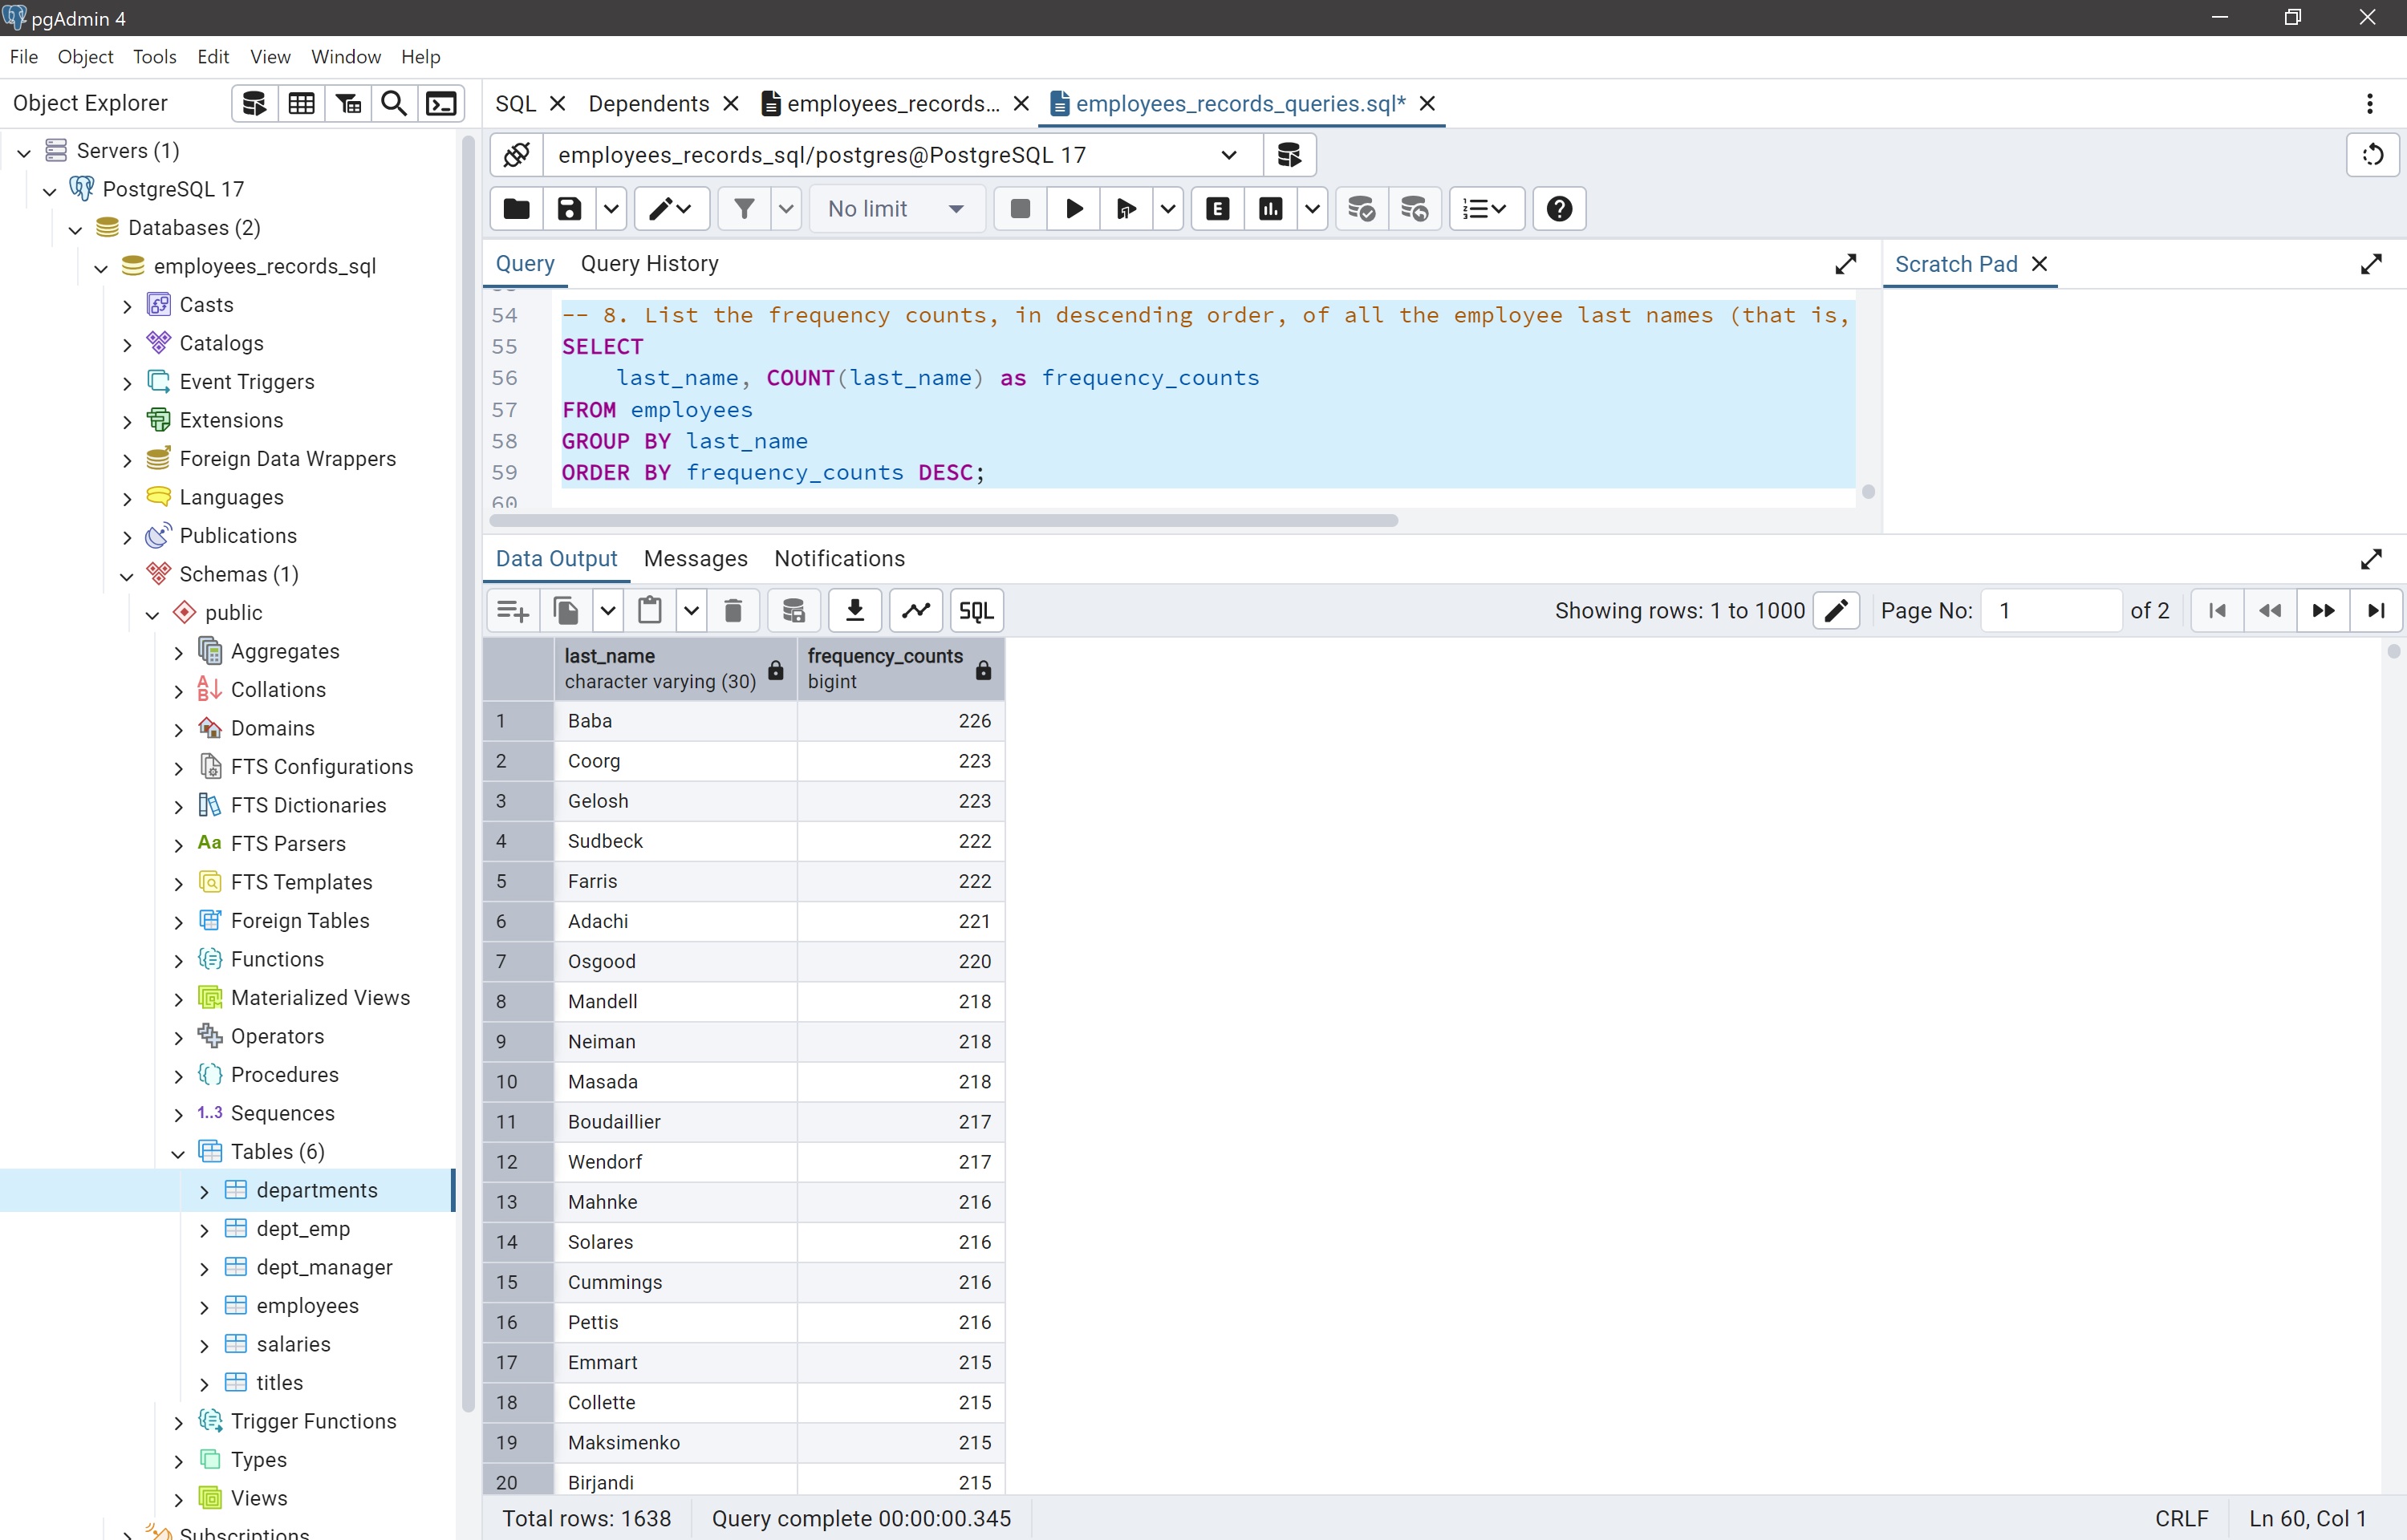 pgAdmin 4
File Object Tools Edit View Window Help
Object Explorer
SQL Dependents employees_records... employees_records_queries.sql*
Servers (1)
PostgreSQL 17
Databases (2)
employees_records_sql
Casts
Catalogs
Event Triggers
Extensions
Foreign Data Wrappers
Languages
Publications
Schemas (1)
public
Aggregates
Collations
Domains
FTS Configurations
FTS Dictionaries
Aa FTS Parsers
FTS Templates
Foreign Tables
Functions
Materialized Views
Operators
Procedures
1..3 Sequences
Tables (6)
departments
dept_emp
dept_manager
employees
salaries
titles
Trigger Functions
Types
Views
Subscriptions
employees_records_sql/postgres@PostgreSQL 17
No limit
E
Query Query History
Scratch Pad
54 -- 8. List the frequency counts, in descending order, of all the employee last names (that is,
55 SELECT
56 last_name, COUNT(last_name) as frequency_counts
57 FROM employees
58 GROUP BY last_name
59 ORDER BY frequency_counts DESC;
60
Data Output Messages Notifications
SQL Showing rows: 1 to 1000 Page No: 1 of 2
last_name frequency_counts
character varying (30) bigint
1 Baba 226
2 Coorg 223
3 Gelosh 223
4 Sudbeck 222
5 Farris 222
6 Adachi 221
7 Osgood 220
8 Mandell 218
9 Neiman 218
10 Masada 218
11 Boudaillier 217
12 Wendorf 217
13 Mahnke 216
14 Solares 216
15 Cummings 216
16 Pettis 216
17 Emmart 215
18 Collette 215
19 Maksimenko 215
20 Birjandi 215
Total rows: 1638 Query complete 00:00:00.345 CRLF Ln 60, Col 1